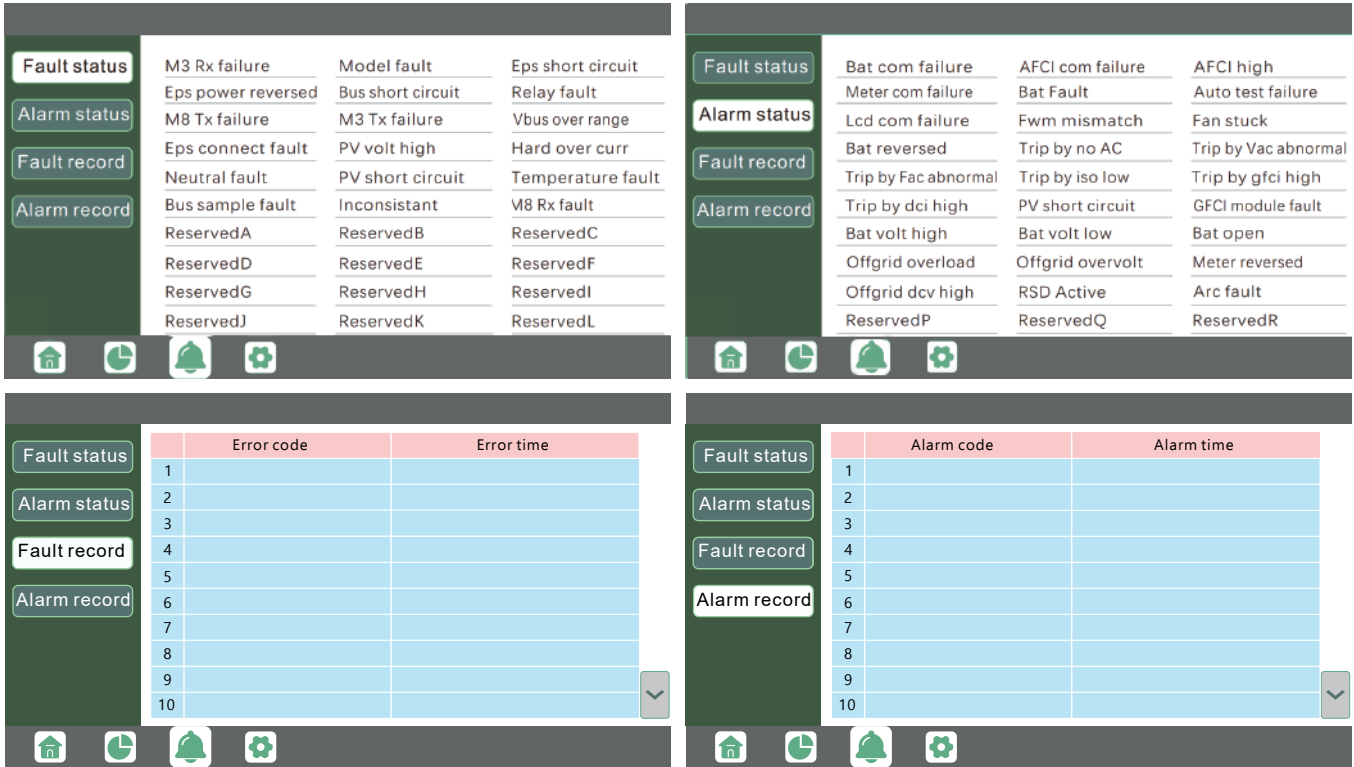 Fault status
Alarm status
Fault record
Alarm record
M3 Rx failure Model fault Eps short circuit
Eps power reversed Bus short circuit Relay fault
M8 Tx failure M3 Tx failure Vbus over range
Eps connect fault PV volt high Hard over curr
Neutral fault PV short circuit Temperature fault
Bus sample fault Inconsistant M8 Rx fault
ReservedA ReservedB ReservedC
ReservedD ReservedE ReservedF
ReservedG ReservedH ReservedI
ReservedJ ReservedK ReservedL
Fault status
Alarm status
Fault record
Alarm record
Bat com failure AFCI com failure AFCI high
Meter com failure Bat Fault Auto test failure
Lcd com failure Fwm mismatch Fan stuck
Bat reversed Trip by no AC Trip by Vac abnormal
Trip by Fac abnormal Trip by iso low Trip by gfci high
Trip by dci high PV short circuit GFCI module fault
Bat volt high Bat volt low Bat open
Offgrid overload Offgrid overvolt Meter reversed
Offgrid dcv high RSD Active Arc fault
ReservedP ReservedQ ReservedR
Fault status
Alarm status
Fault record
Alarm record
Error code Error time
1
2
3
4
5
6
7
8
9
10
Fault status
Alarm status
Fault record
Alarm record
Alarm code Alarm time
1
2
3
4
5
6
7
8
9
10